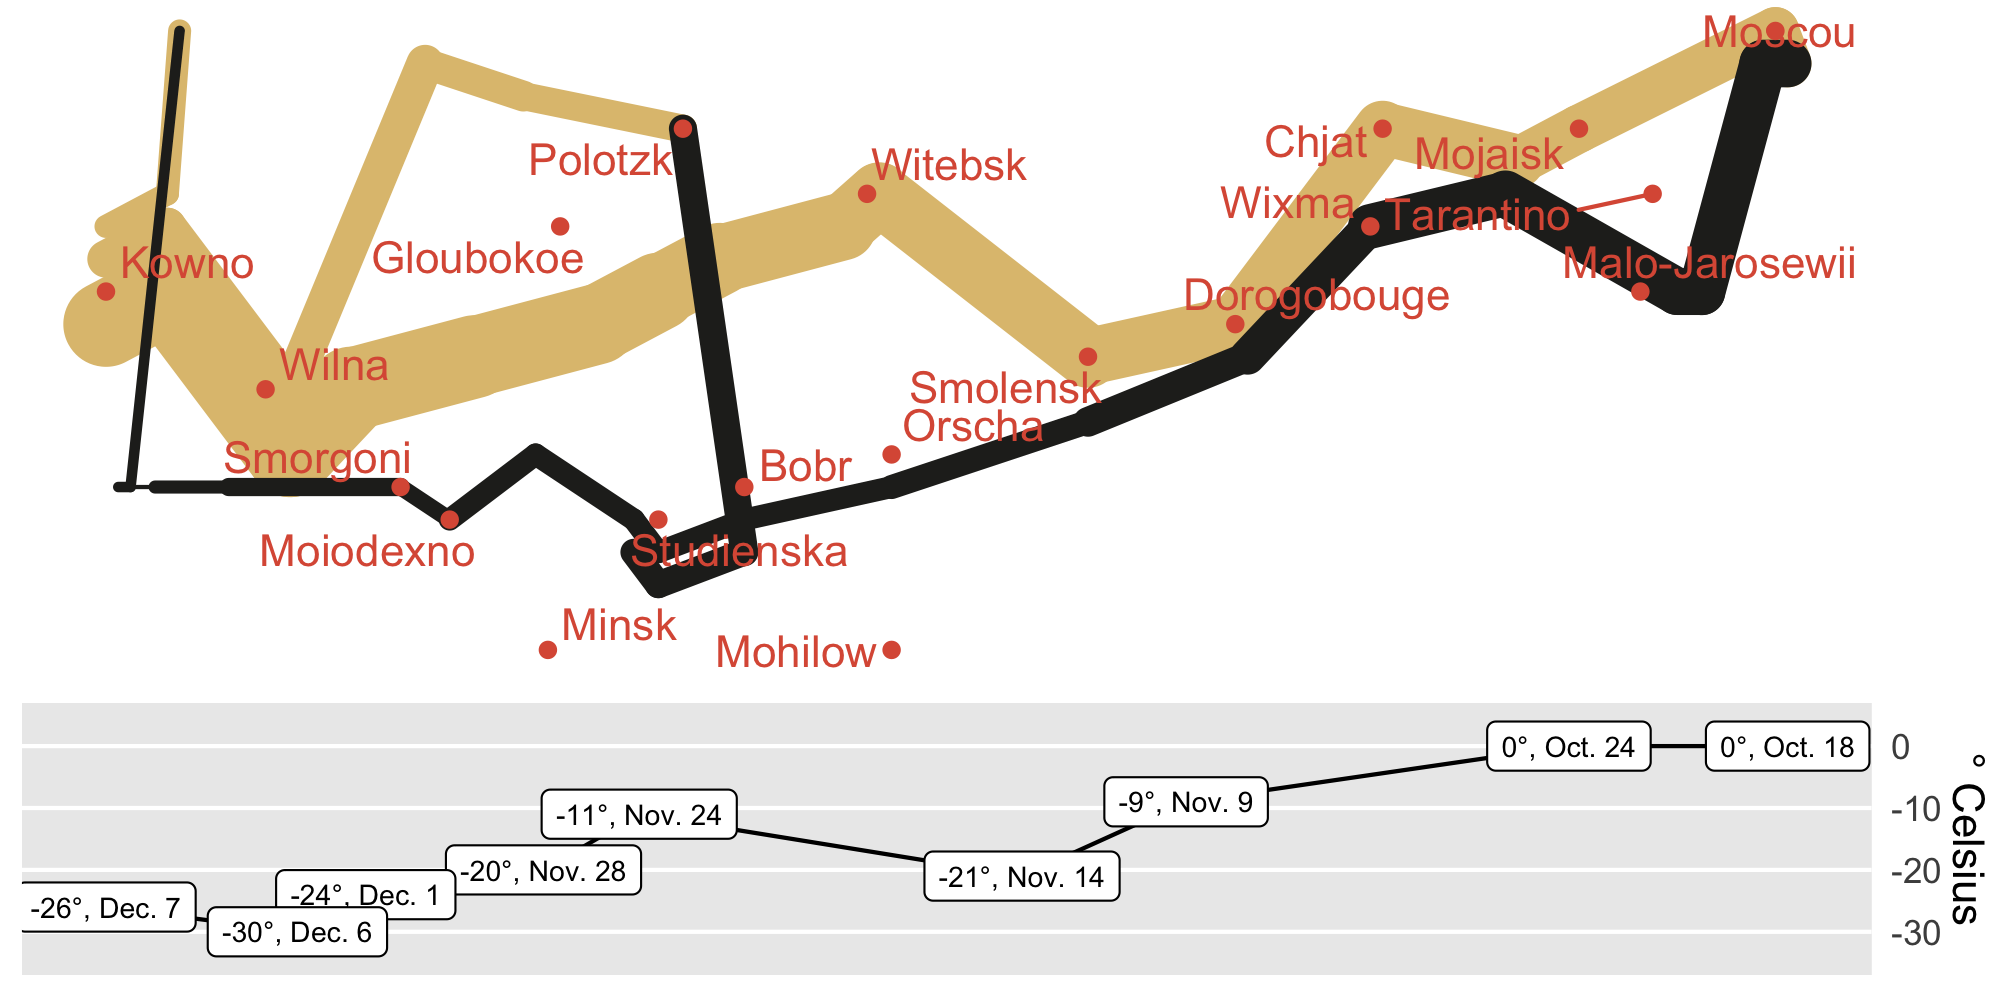 Moscou
Chjat
Mojaisk
Polotzk
Witebsk
Wixma
Tarantino
Gloubokoe
Kowno
Malo-Jarosewii
Dorogobouge
Wilna
Smolensk
Orscha
Smorgoni
Bobr
Moiodexno
Studienska
Minsk
Mohilow
0°, Oct. 24
0°, Oct. 18
0
-9°, Nov. 9
-11°, Nov. 24
-10
-20°, Nov. 28
-21°, Nov. 14
-20
-24°, Dec. 1
-26°, Dec. 7
-30°, Dec. 6
-30
° Celsius